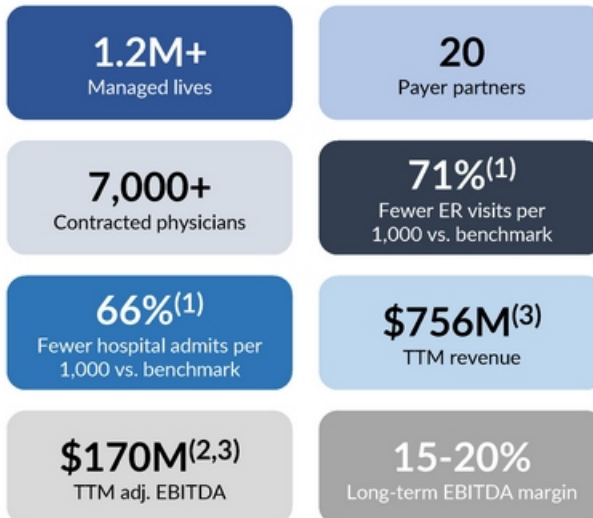 1.2M+
Managed lives
20
Payer partners
7,000+
Contracted physicians
71%(1)
Fewer ER visits per
1,000 vs. benchmark
66%(1)
Fewer hospital admits per
1,000 vs. benchmark
$756M(3)
TTM revenue
$170M(2,3)
TTM adj. EBITDA
15-20%
Long-term EBITDA margin